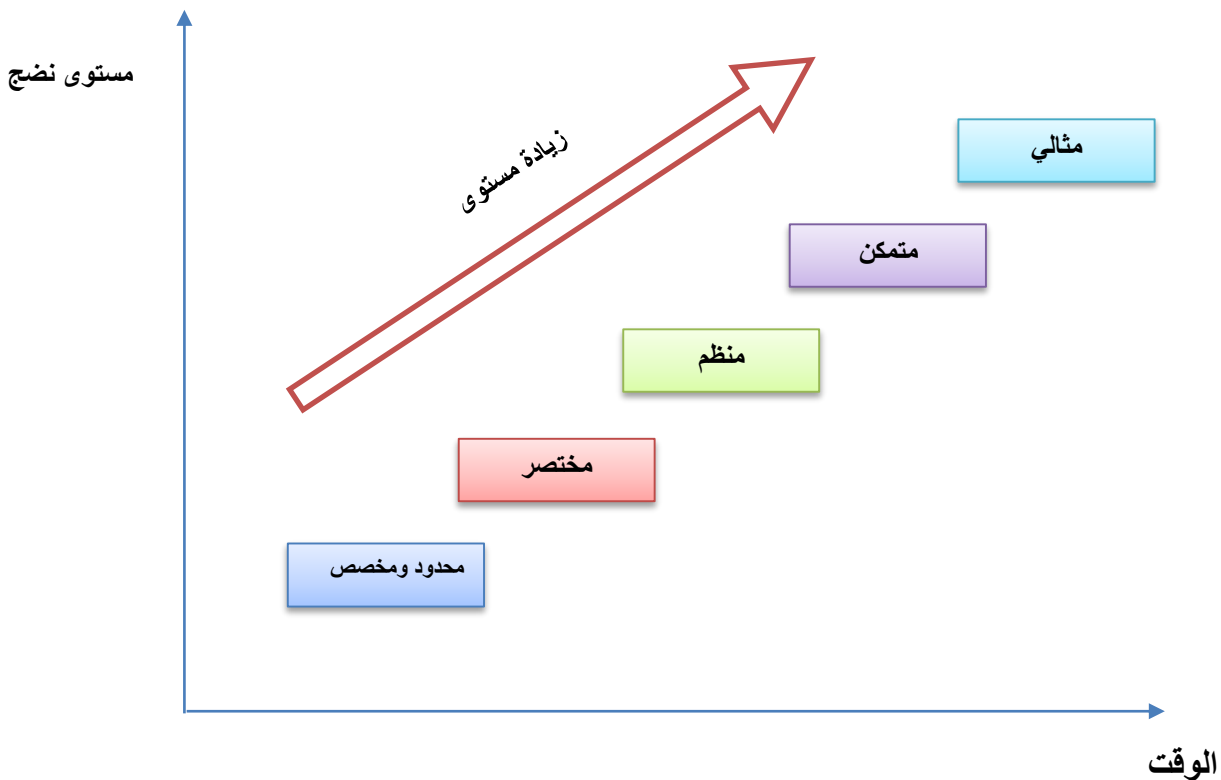 مستوى نضج
زيادة مستوى
مثالي
متمكن
منظم
مختصر
محدود ومخصص
الوقت